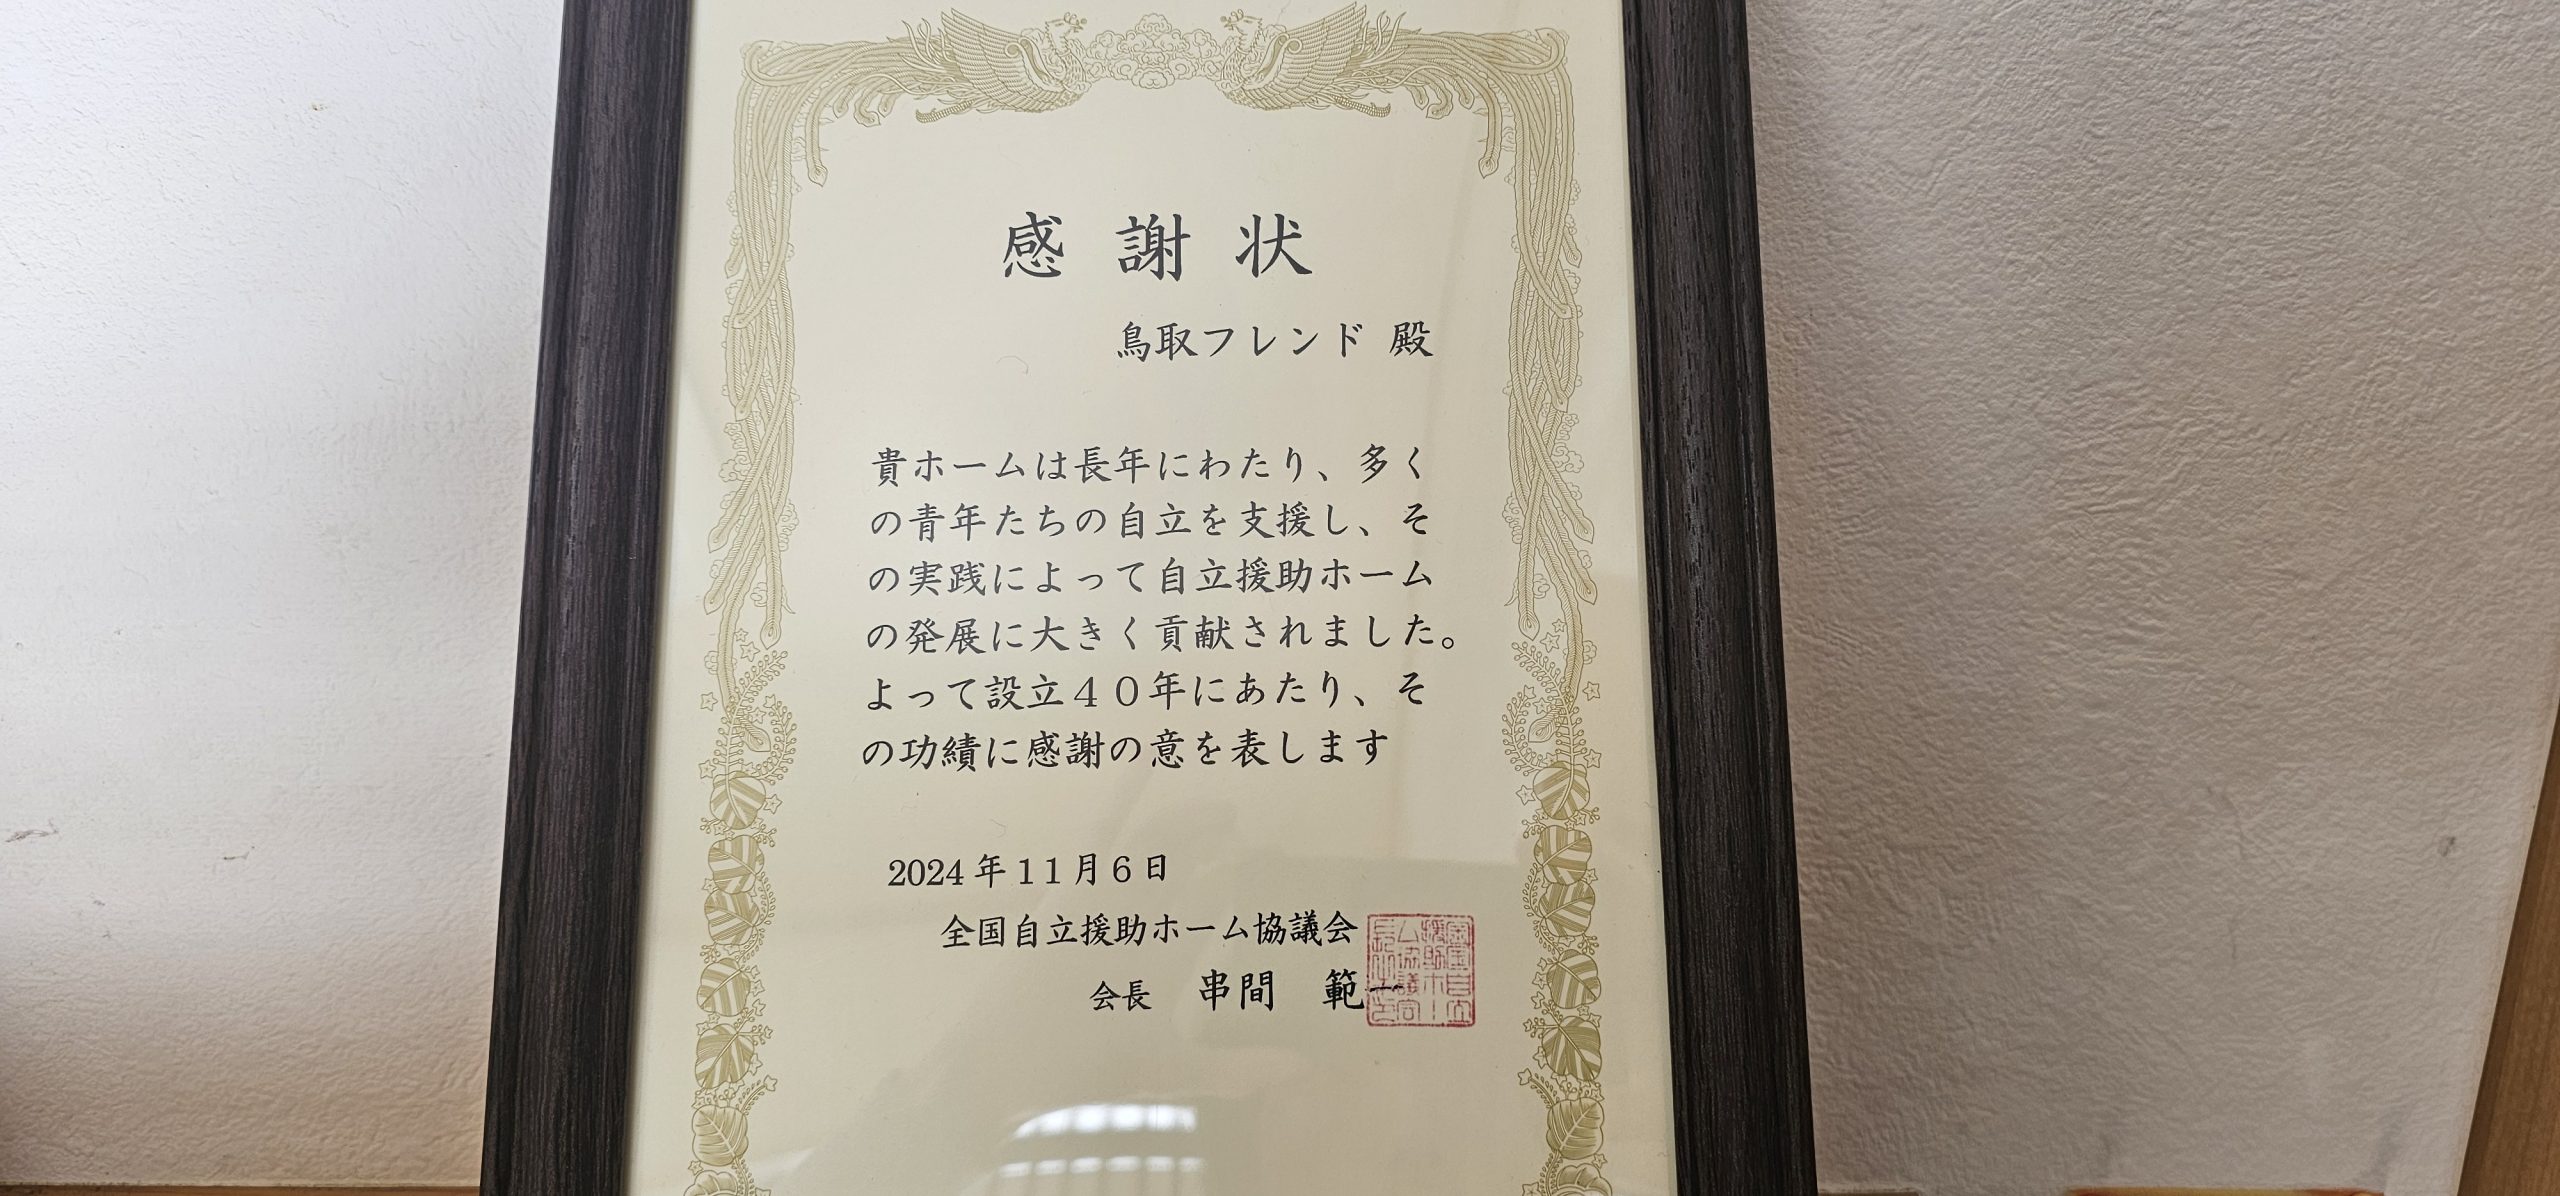 感謝状
鳥取フレンド 殿
貴ホームは長年にわたり、多く
の青年たちの自立を支援し、そ
の実践によって自立援助ホーム
の発展に大きく貢献されました。
よって設立４０年にあたり、そ
の功績に感謝の意を表します
2024年１１月６日
全国自立援助ホーム協議会
会長 串間 範一